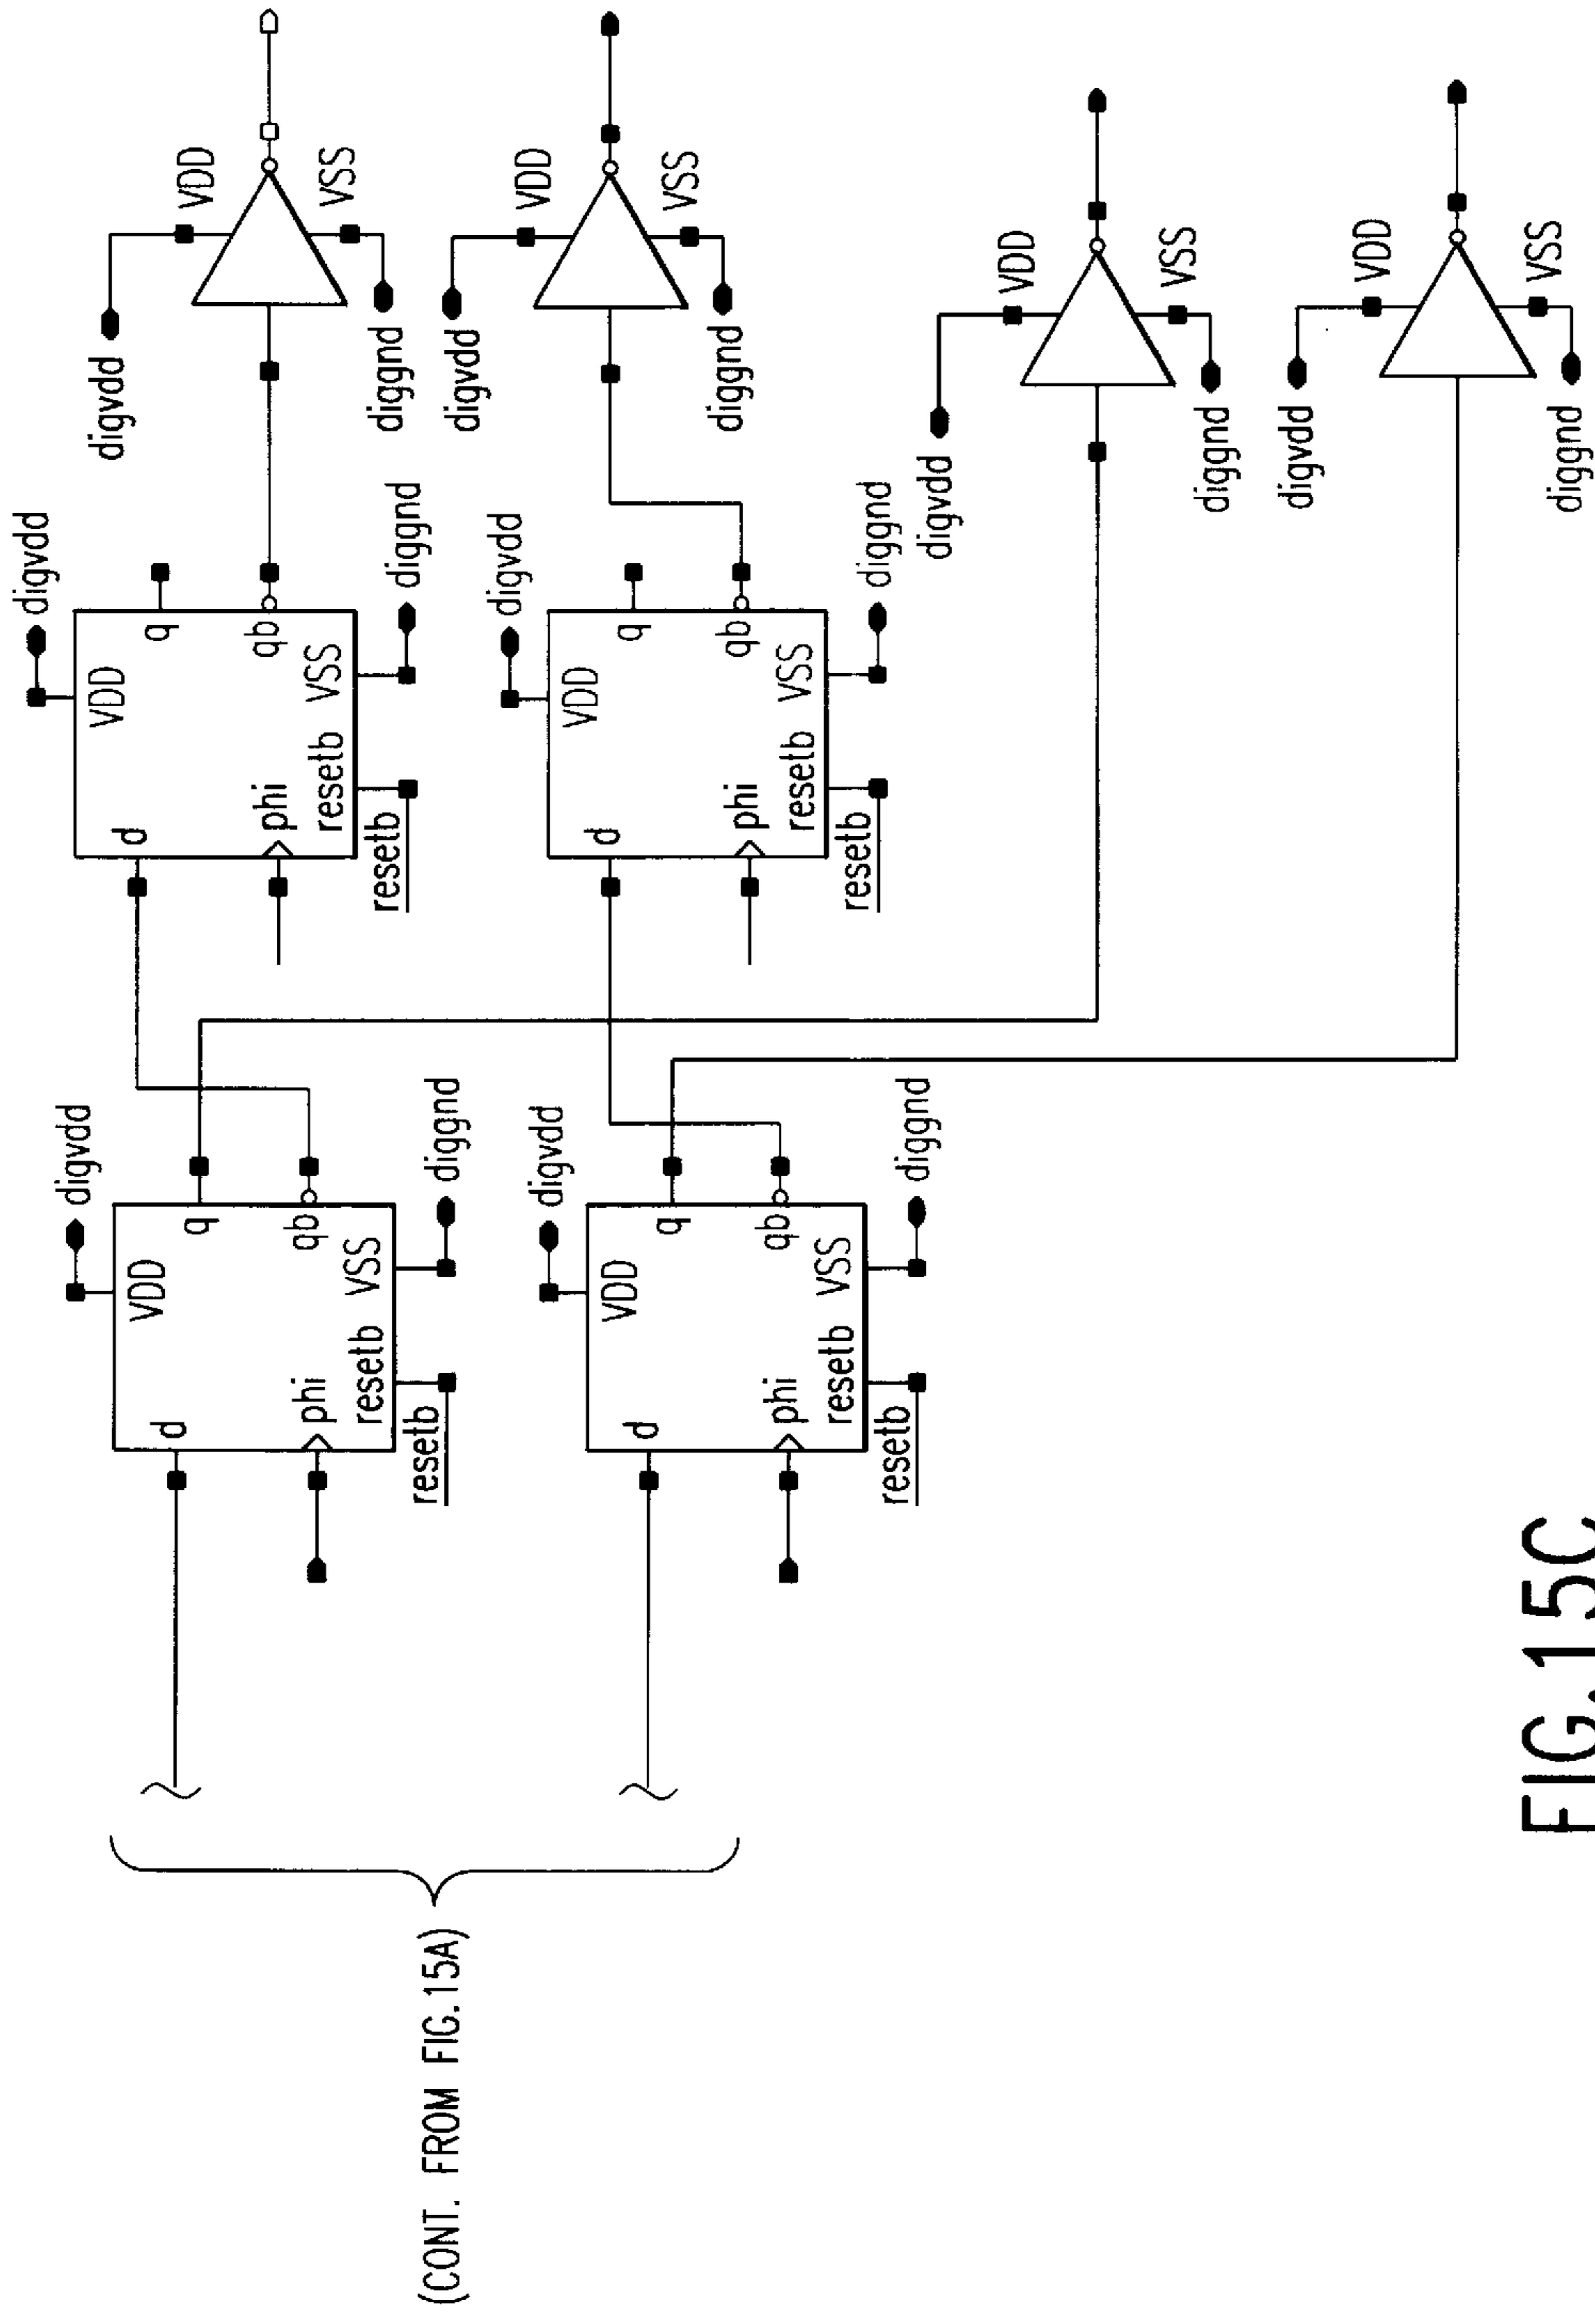 (CONT. FROM FIG.15A)
digvdd
VDD
d
q
phi
qb
resetb
VSS
resetb
diggnd
digvdd
VDD
d
q
phi
qb
resetb
VSS
resetb
diggnd
digvdd
VDD
VSS
diggnd
digvdd
VDD
d
q
phi
qb
resetb
VSS
resetb
diggnd
digvdd
VDD
d
q
phi
qb
resetb
VSS
resetb
diggnd
digvdd
VDD
VSS
diggnd
digvdd
VDD
VSS
diggnd
digvdd
VDD
VSS
diggnd
FIG.15C